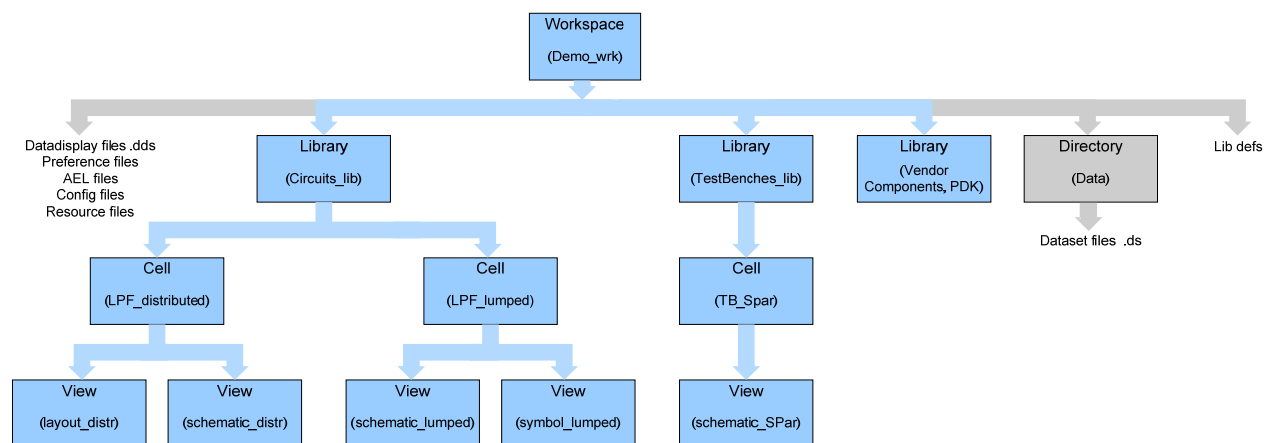 Workspace
(Demo_wrk)
Datadisplay files .dds
Preference files
AEL files
Config files
Resource files
Library
(Circuits_lib)
Library
(TestBenches_lib)
Library
(Vendor
Components, PDK)
Directory
(Data)
Lib defs
Dataset files .ds
Cell
(LPF_distributed)
Cell
(LPF_lumped)
Cell
(TB_Spar)
View
(layout_distr)
View
(schematic_distr)
View
(schematic_lumped)
View
(symbol_lumped)
View
(schematic_SPar)